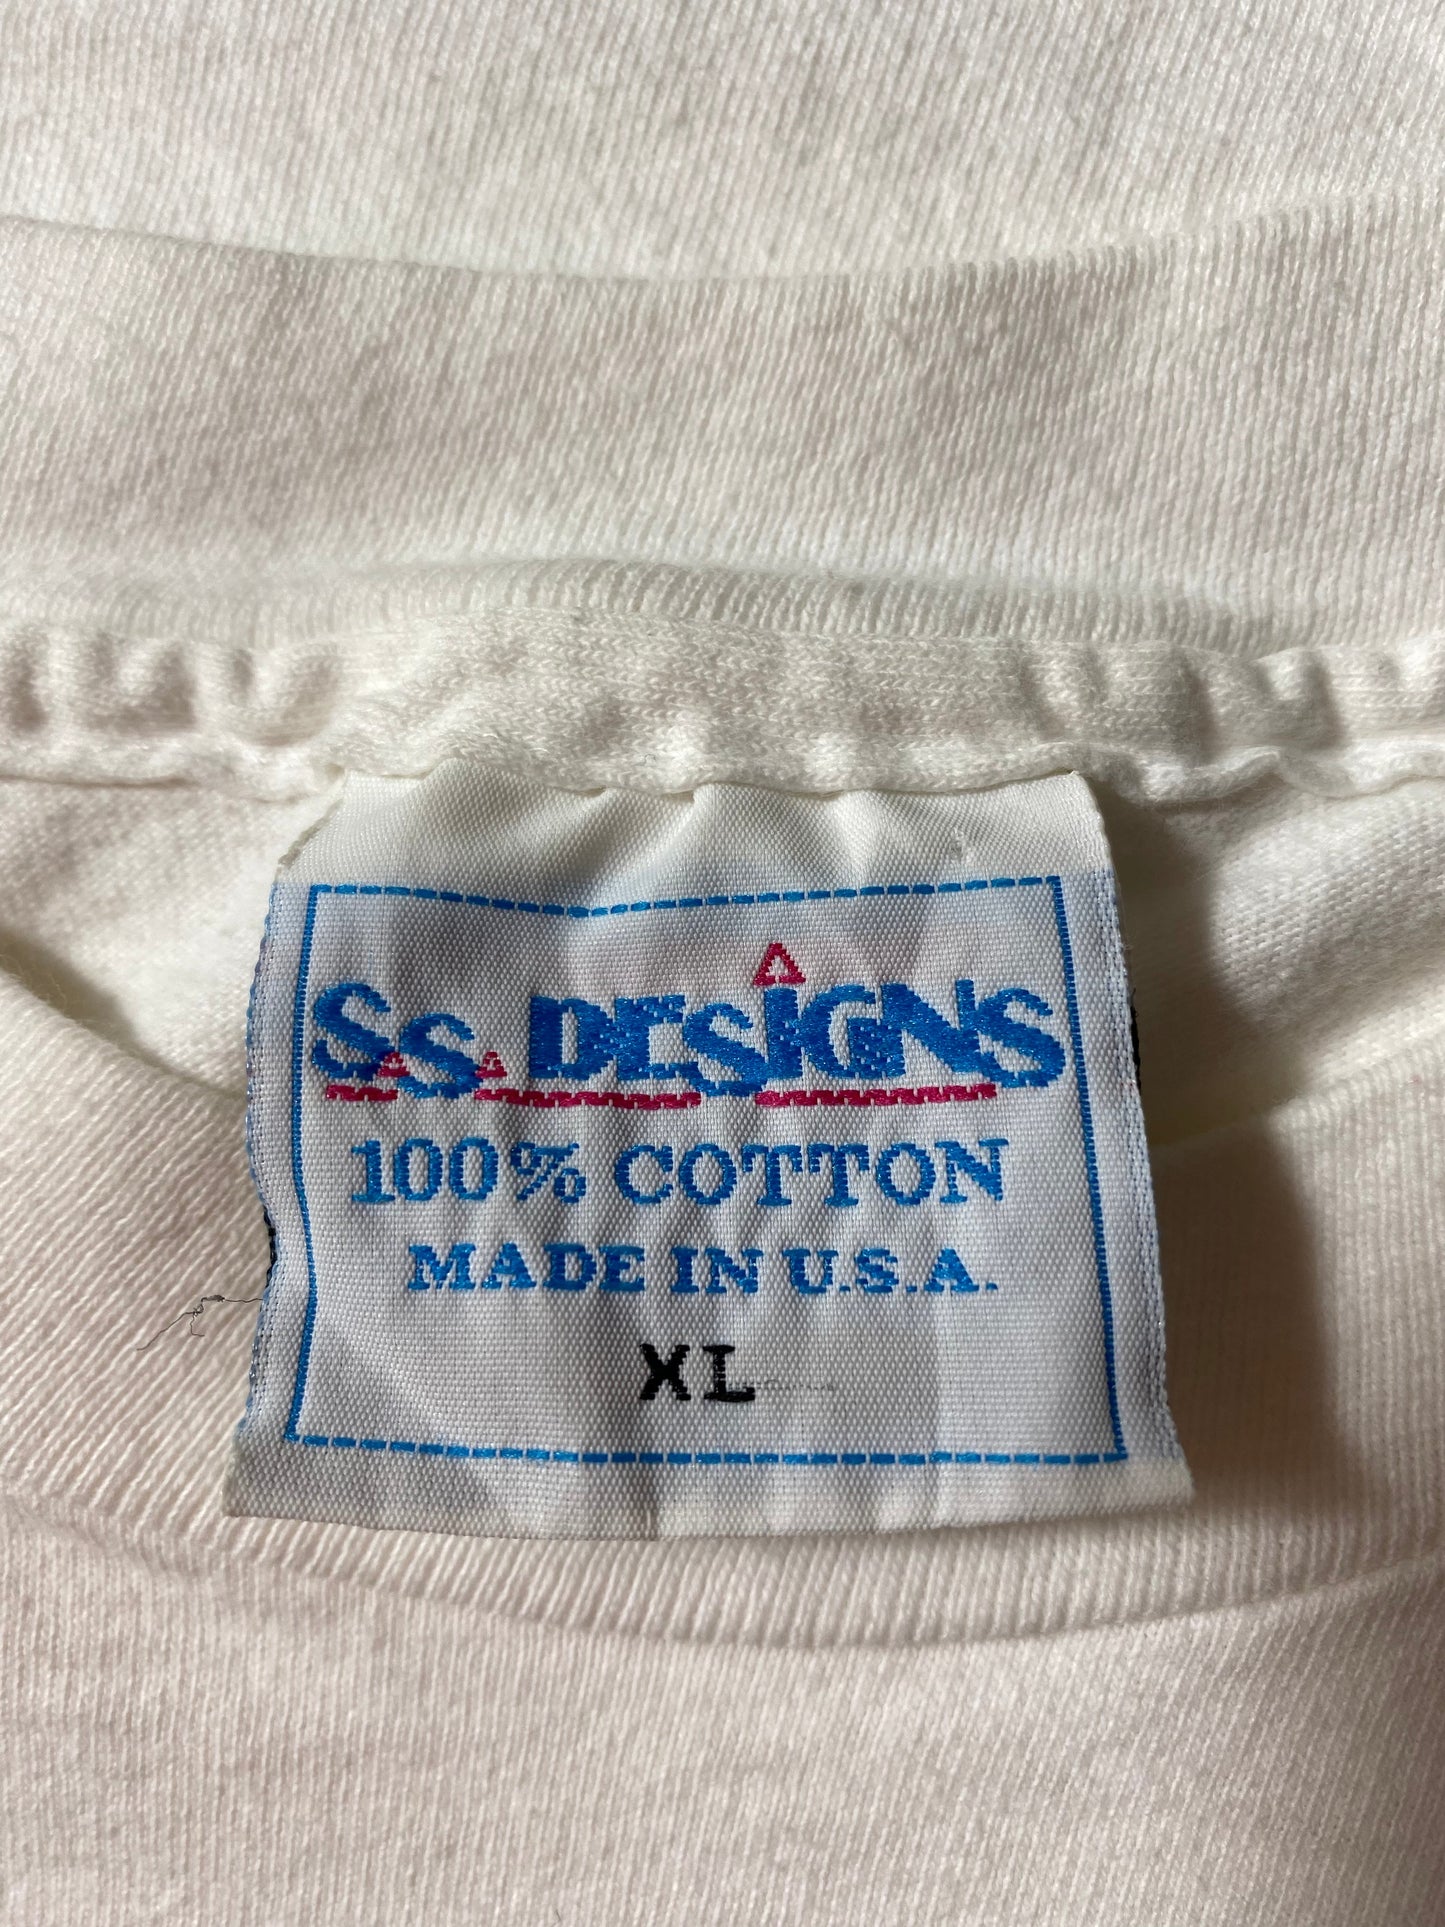 S.S. DESIGNS
100% COTTON
MADE IN U.S.A.
XL